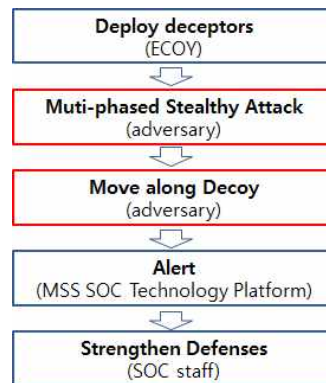 Deploy deceptors
(ECOY)
Muti-phased Stealthy Attack
(adversary)
Move along Decoy
(adversary)
Alert
(MSS SOC Technology Platform)
Strengthen Defenses
(SOC staff)